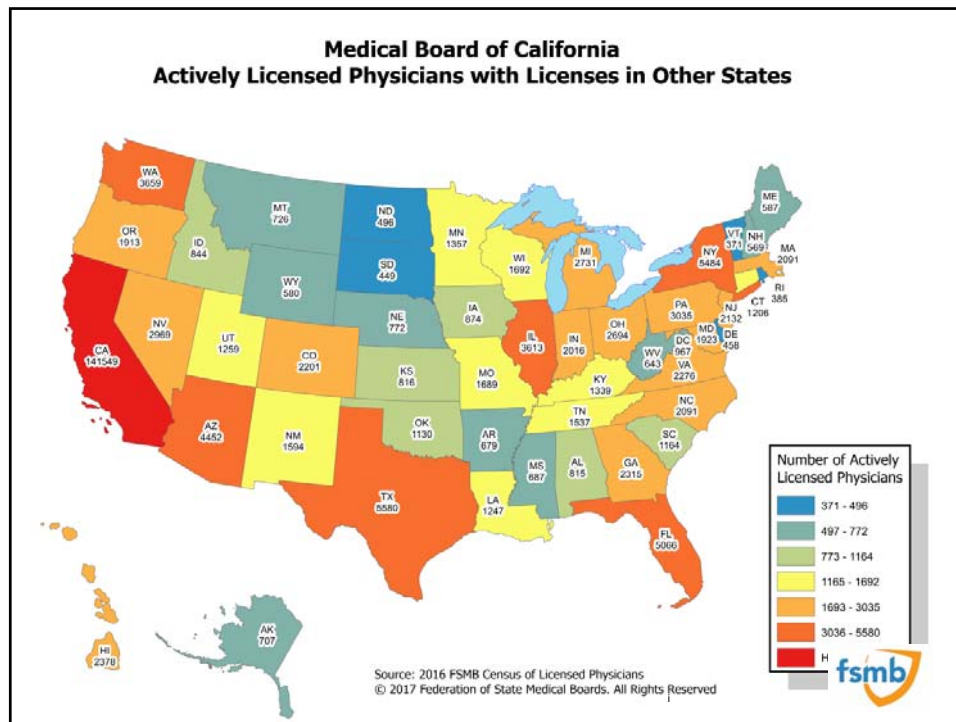 Medical Board of California
Actively Licensed Physicians with Licenses in Other States
WA
3659
OR
1913
CA
141549
NV
2969
ID
844
MT
726
WY
580
UT
1259
AZ
4452
CO
2201
NM
1594
ND
496
SD
449
NE
772
KS
816
OK
1130
TX
5580
MN
1357
IA
874
MO
1689
AR
679
LA
1247
WI
1692
IL
3613
MS
687
MI
2731
IN
2016
KY
1339
TN
1537
AL
815
OH
2694
GA
2315
FL
5066
SC
1164
NC
2091
VA
2276
WV
643
DC
967
MD
1923
DE
458
PA
3035
NJ
2132
NY
5484
CT
1206
RI
385
MA
2091
VT
371
NH
569
ME
587
HI
2378
AK
707
Number of Actively
Licensed Physicians
371 - 496
497 - 772
773 - 1164
1165 - 1692
1693 - 3035
3036 - 5580
H
fsmb
Source: 2016 FSMB Census of Licensed Physicians
© 2017 Federation of State Medical Boards. All Rights Reserved